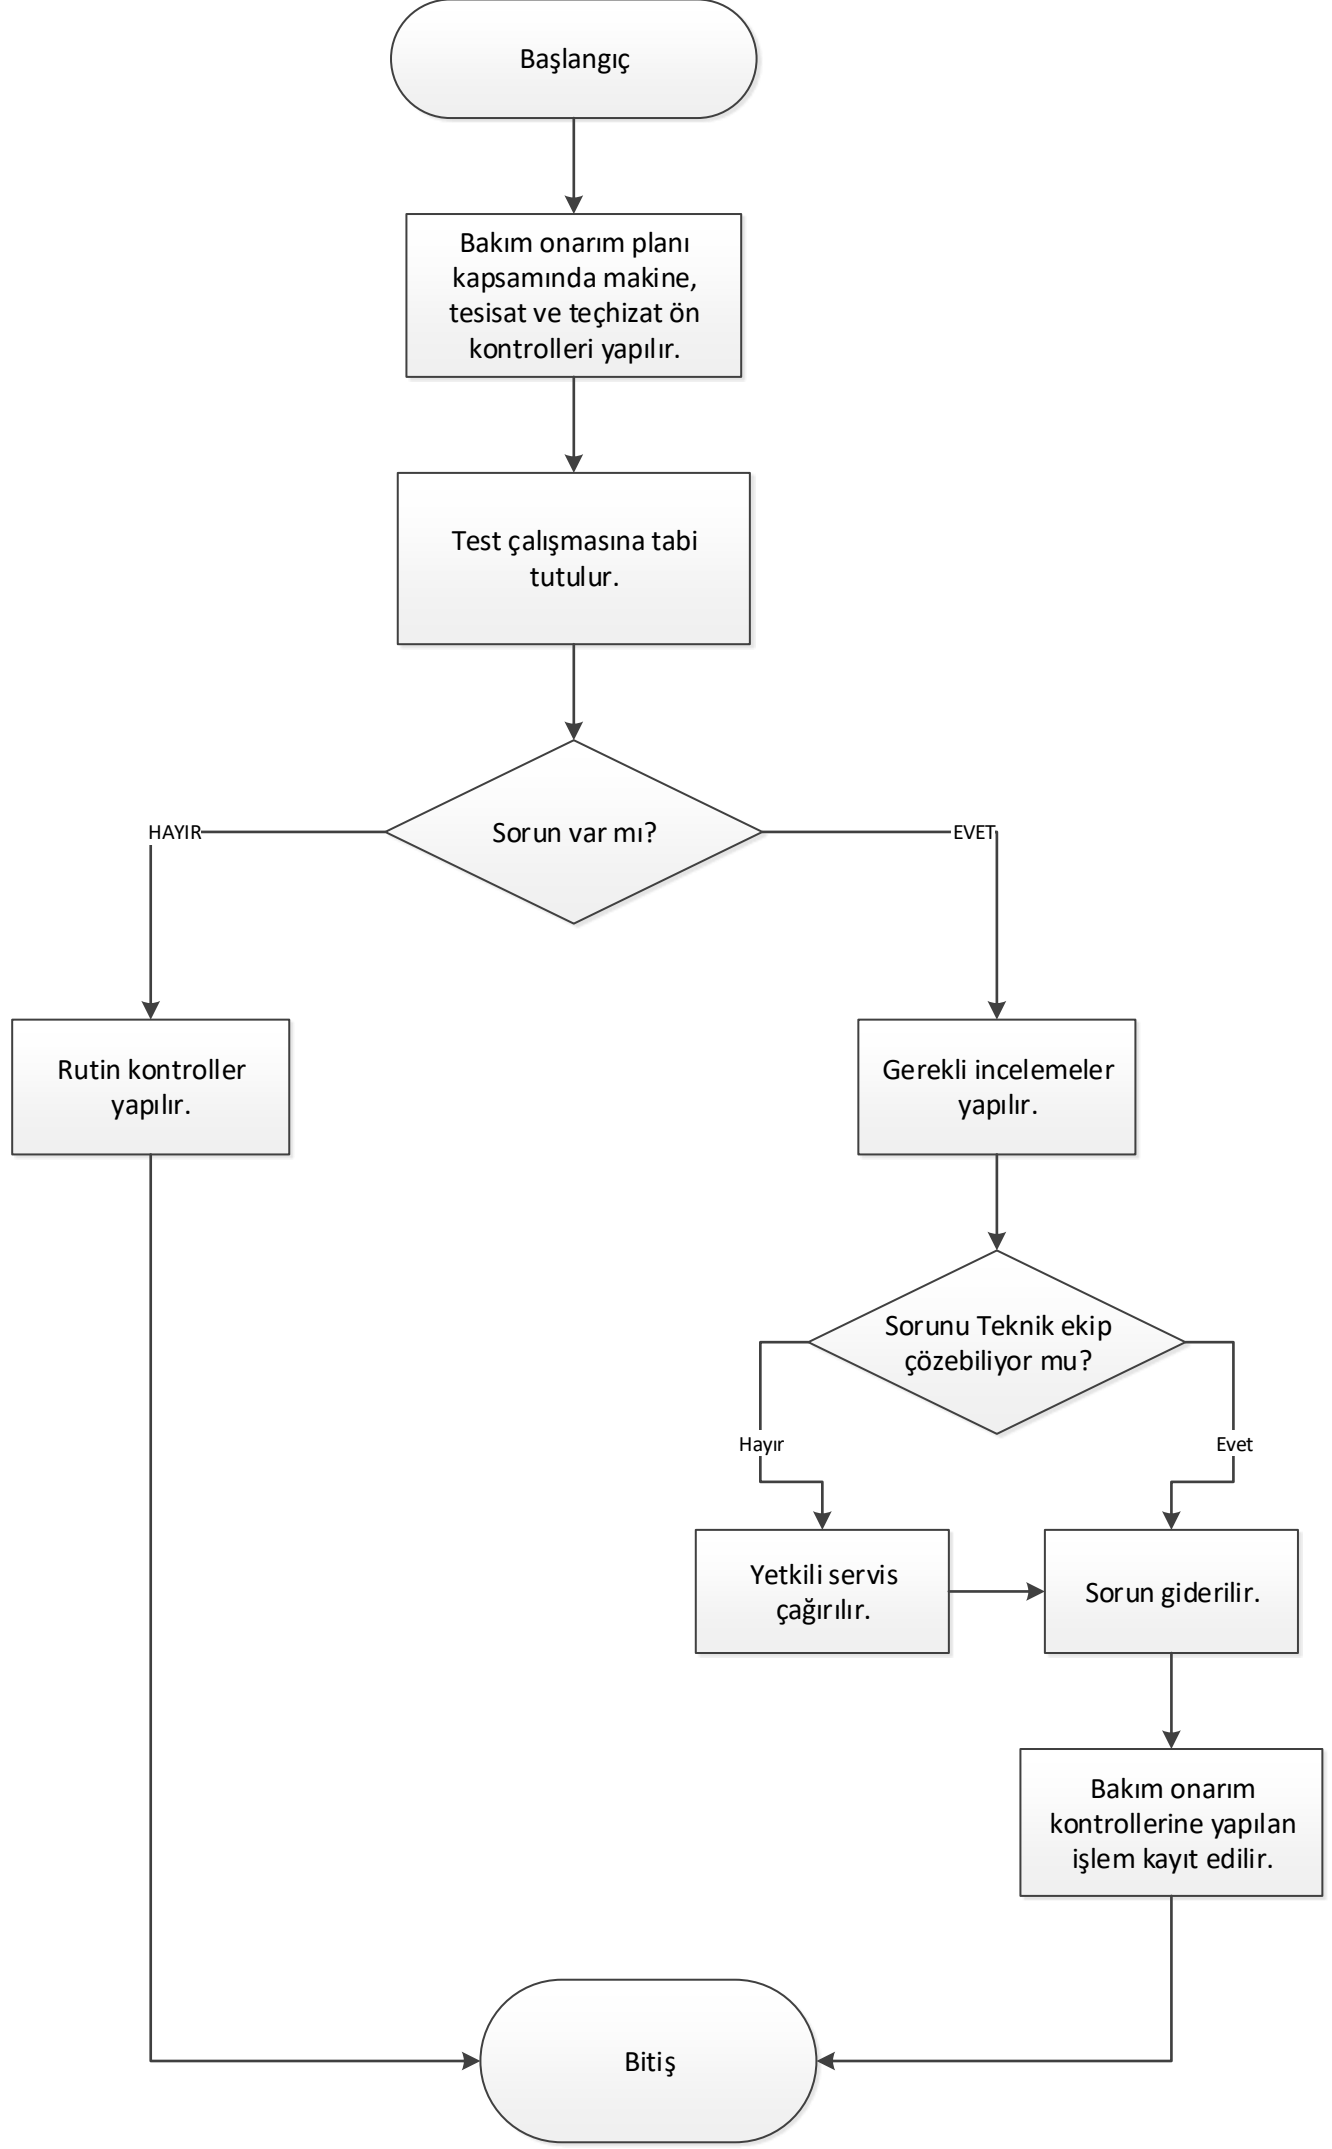 Başlangıç
Bakım onarım planı
kapsamında makine,
tesisat ve teçhizat ön
kontrolleri yapılır.
Test çalışmasına tabi
tutulur.
Sorun var mı?
HAYIR
EVET
Rutin kontroller
yapılır.
Gerekli incelemeler
yapılır.
Sorunu Teknik ekip
çözebiliyor mu?
Hayır
Evet
Yetkili servis
çağırılır.
Sorun giderilir.
Bakım onarım
kontrollerine yapılan
işlem kayıt edilir.
Bitiş